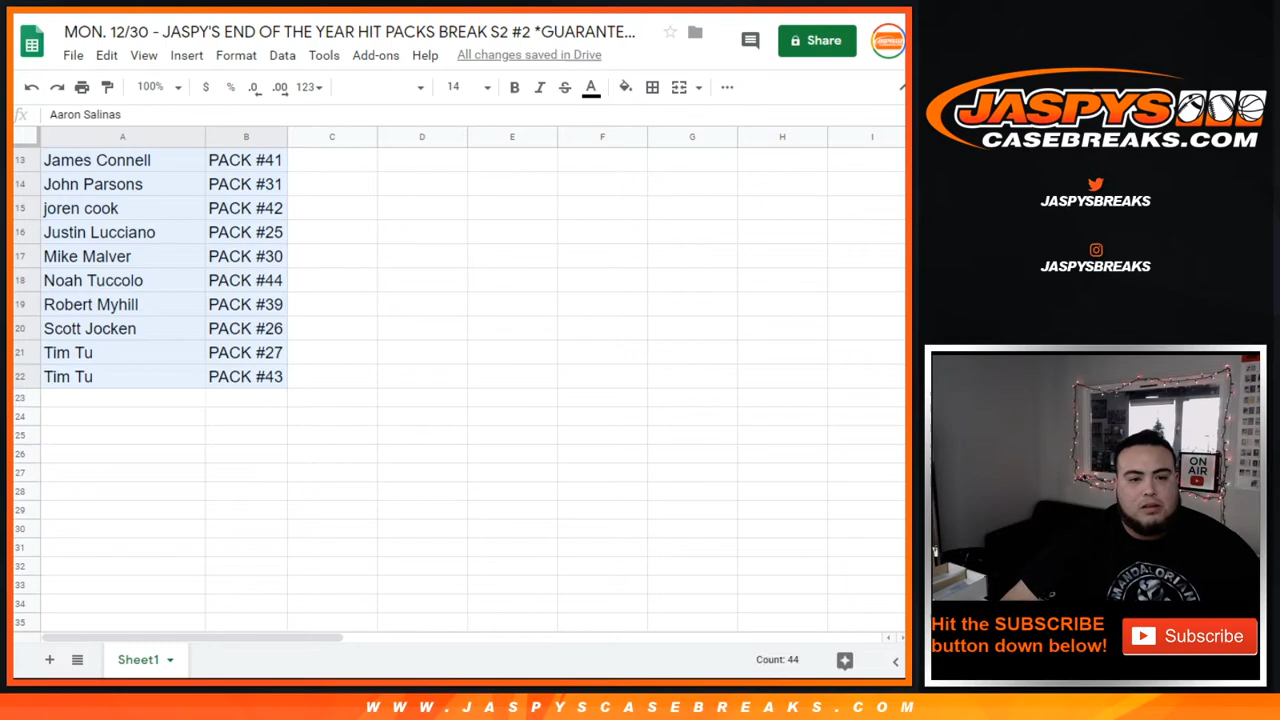 MON. 12/30 - JASPY'S END OF THE YEAR HIT PACKS BREAK S2 #2 *GUARANTE...
File Edit View Insert Format Data Tools Add-ons Help All changes saved in Drive
Share
100% $ % .0 .00 123 14 B I S A
fx Aaron Salinas
A B C D E F G H I
13 James Connell PACK #41
14 John Parsons PACK #31
15 joren cook PACK #42
16 Justin Lucciano PACK #25
17 Mike Malver PACK #30
18 Noah Tuccolo PACK #44
19 Robert Myhill PACK #39
20 Scott Jocken PACK #26
21 Tim Tu PACK #27
22 Tim Tu PACK #43
23
24
25
26
27
28
29
30
31
32
33
34
35
Sheet1
Count: 44
JASPYS
CASEBREAKS.COM
JASPYSBREAKS
JASPYSBREAKS
ON
AIR
MANDALORIAN
Hit the SUBSCRIBE
button down below!
Subscribe
WWW.JASPYSCASEBREAKS.COM